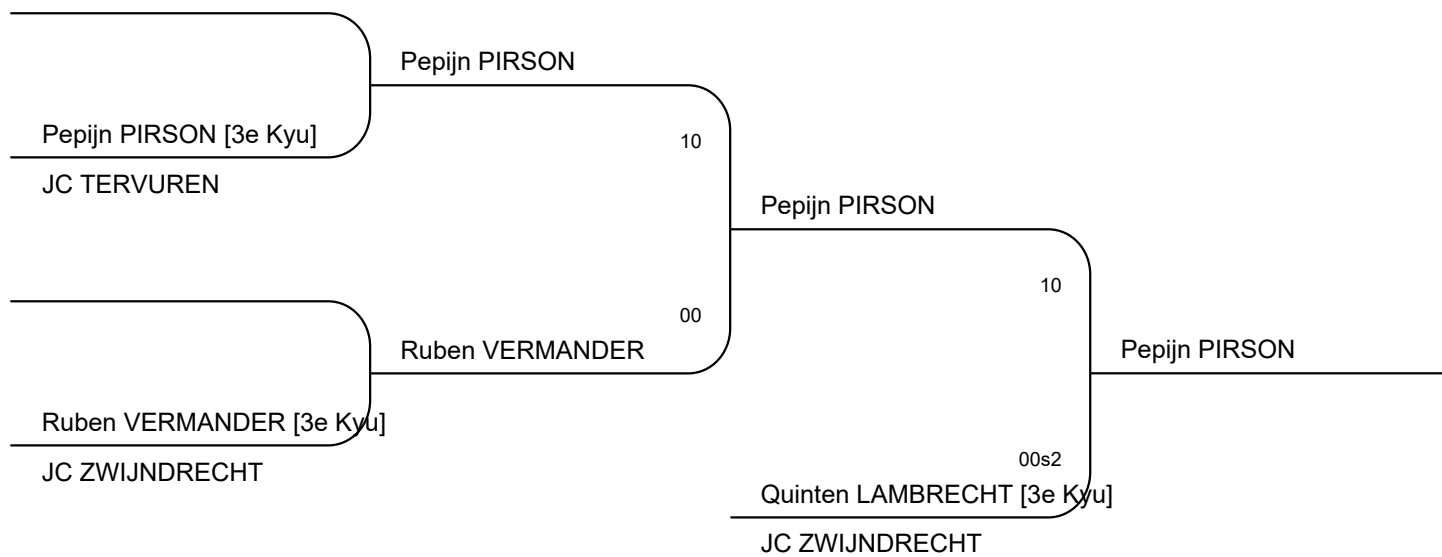 Pepijn PIRSON
Pepijn PIRSON [3e Kyu]
10
JC TERVUREN
Pepijn PIRSON
10
00
Ruben VERMANDER
Pepijn PIRSON
Ruben VERMANDER [3e Kyu]
00s2
JC ZWIJNDRECHT
Quinten LAMBRECHT [3e Kyu]
JC ZWIJNDRECHT